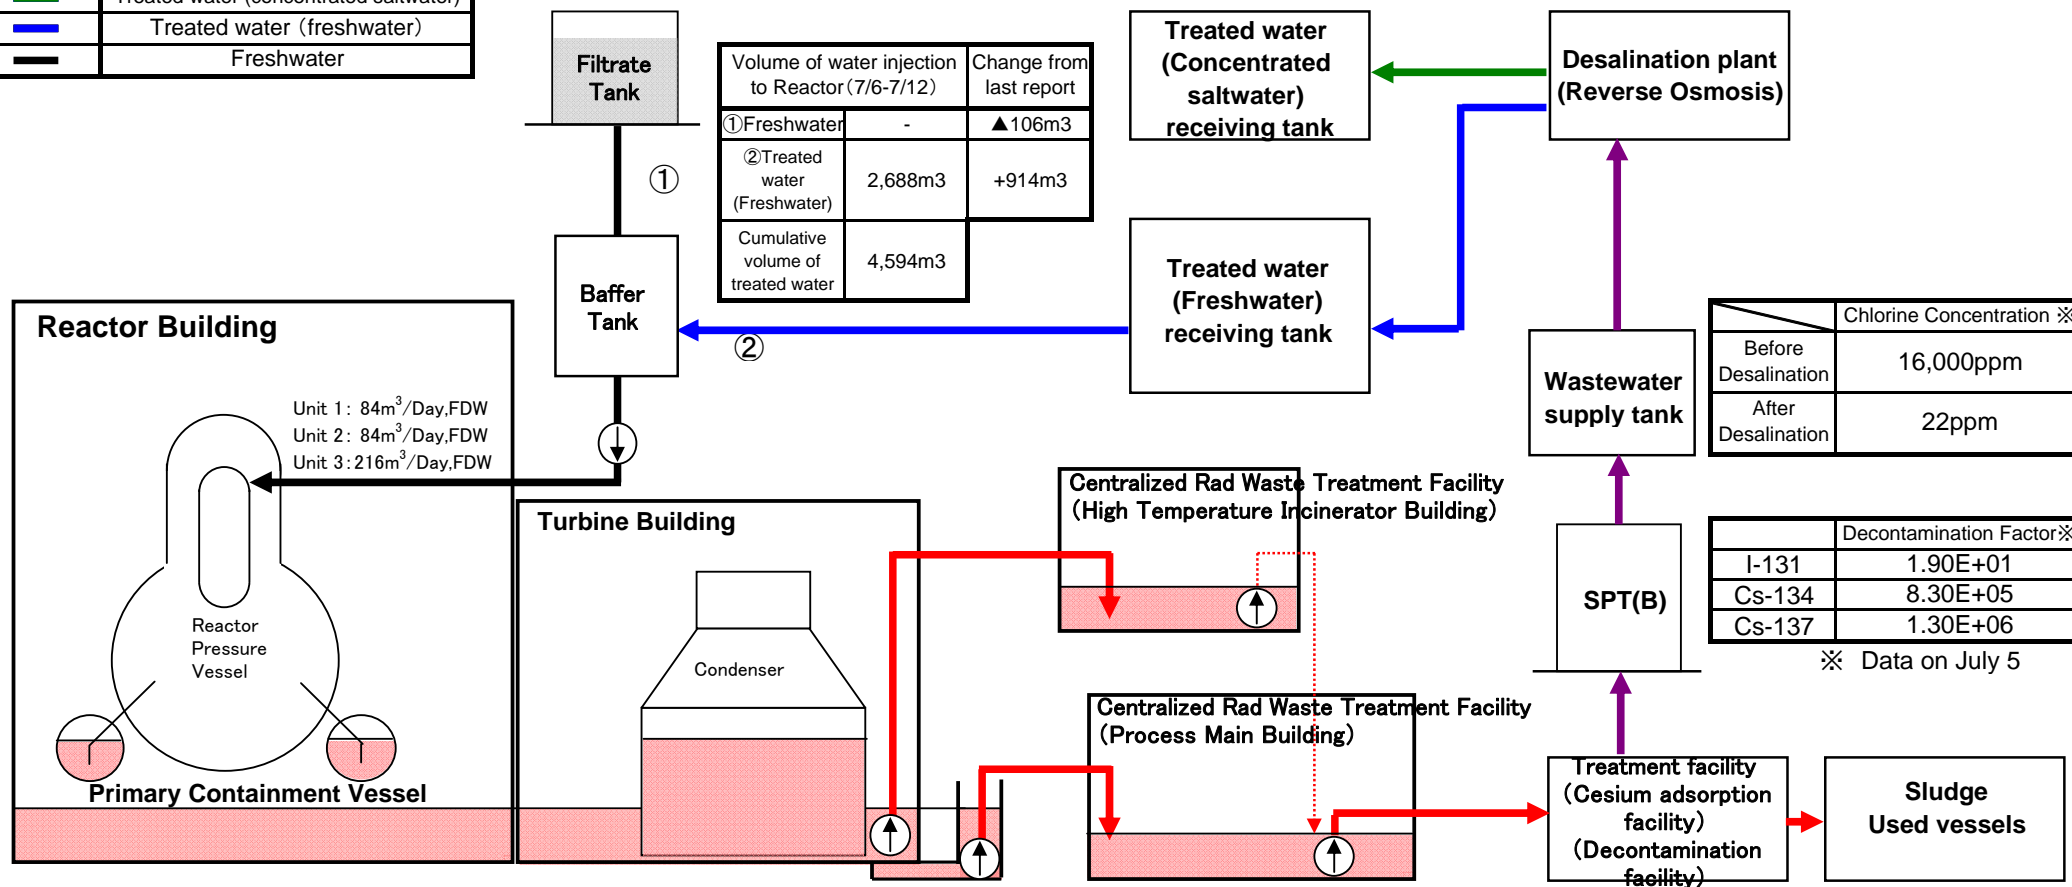 Treated water (concentrated saltwater)
Treated water（freshwater）
Freshwater
Filtrate
Tank
①
Volume of water injection
to Reactor（7/6-7/12）
Change from
last report
①Freshwater
-
▲106m3
②Treated
water
(Freshwater)
2,688m3
+914m3
Cumulative
volume of
treated water
4,594m3
Treated water
(Concentrated
saltwater)
receiving tank
Desalination plant
(Reverse Osmosis)
Baffer
Tank
②
Treated water
(Freshwater)
receiving tank
Wastewater
supply tank
Chlorine Concentration ※
Before
Desalination
16,000ppm
After
Desalination
22ppm
Reactor Building
Unit 1: 84m³/Day,FDW
Unit 2: 84m³/Day,FDW
Unit 3:216m³/Day,FDW
Reactor
Pressure
Vessel
Primary Containment Vessel
Turbine Building
Condenser
Centralized Rad Waste Treatment Facility
（High Temperature Incinerator Building）
Centralized Rad Waste Treatment Facility
（Process Main Building）
SPT(B)
Decontamination Factor※
I-131
1.90E+01
Cs-134
8.30E+05
Cs-137
1.30E+06
※ Data on July 5
Treatment facility
（Cesium adsorption
facility）
（Decontamination
facility）
Sludge
Used vessels